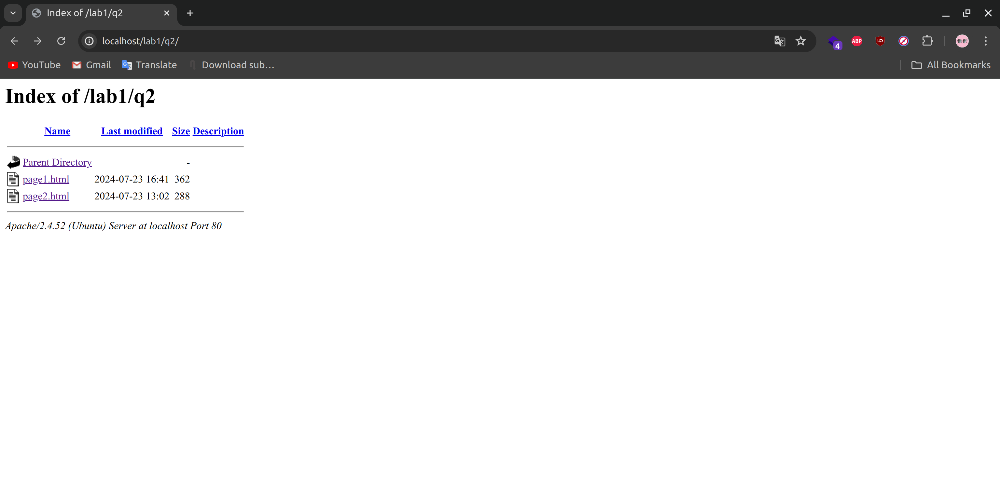 Index of /lab1/q2
localhost/lab1/q2/
4 ABP UO
YouTube Gmail Translate Download sub... All Bookmarks
Index of /lab1/q2
Name Last modified Size Description
Parent Directory -
page1.html 2024-07-23 16:41 362
page2.html 2024-07-23 13:02 288
Apache/2.4.52 (Ubuntu) Server at localhost Port 80